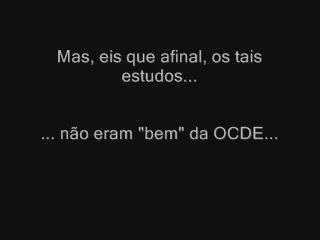 Mas, eis que afinal, os tais
estudos...
... não eram "bem" da OCDE...